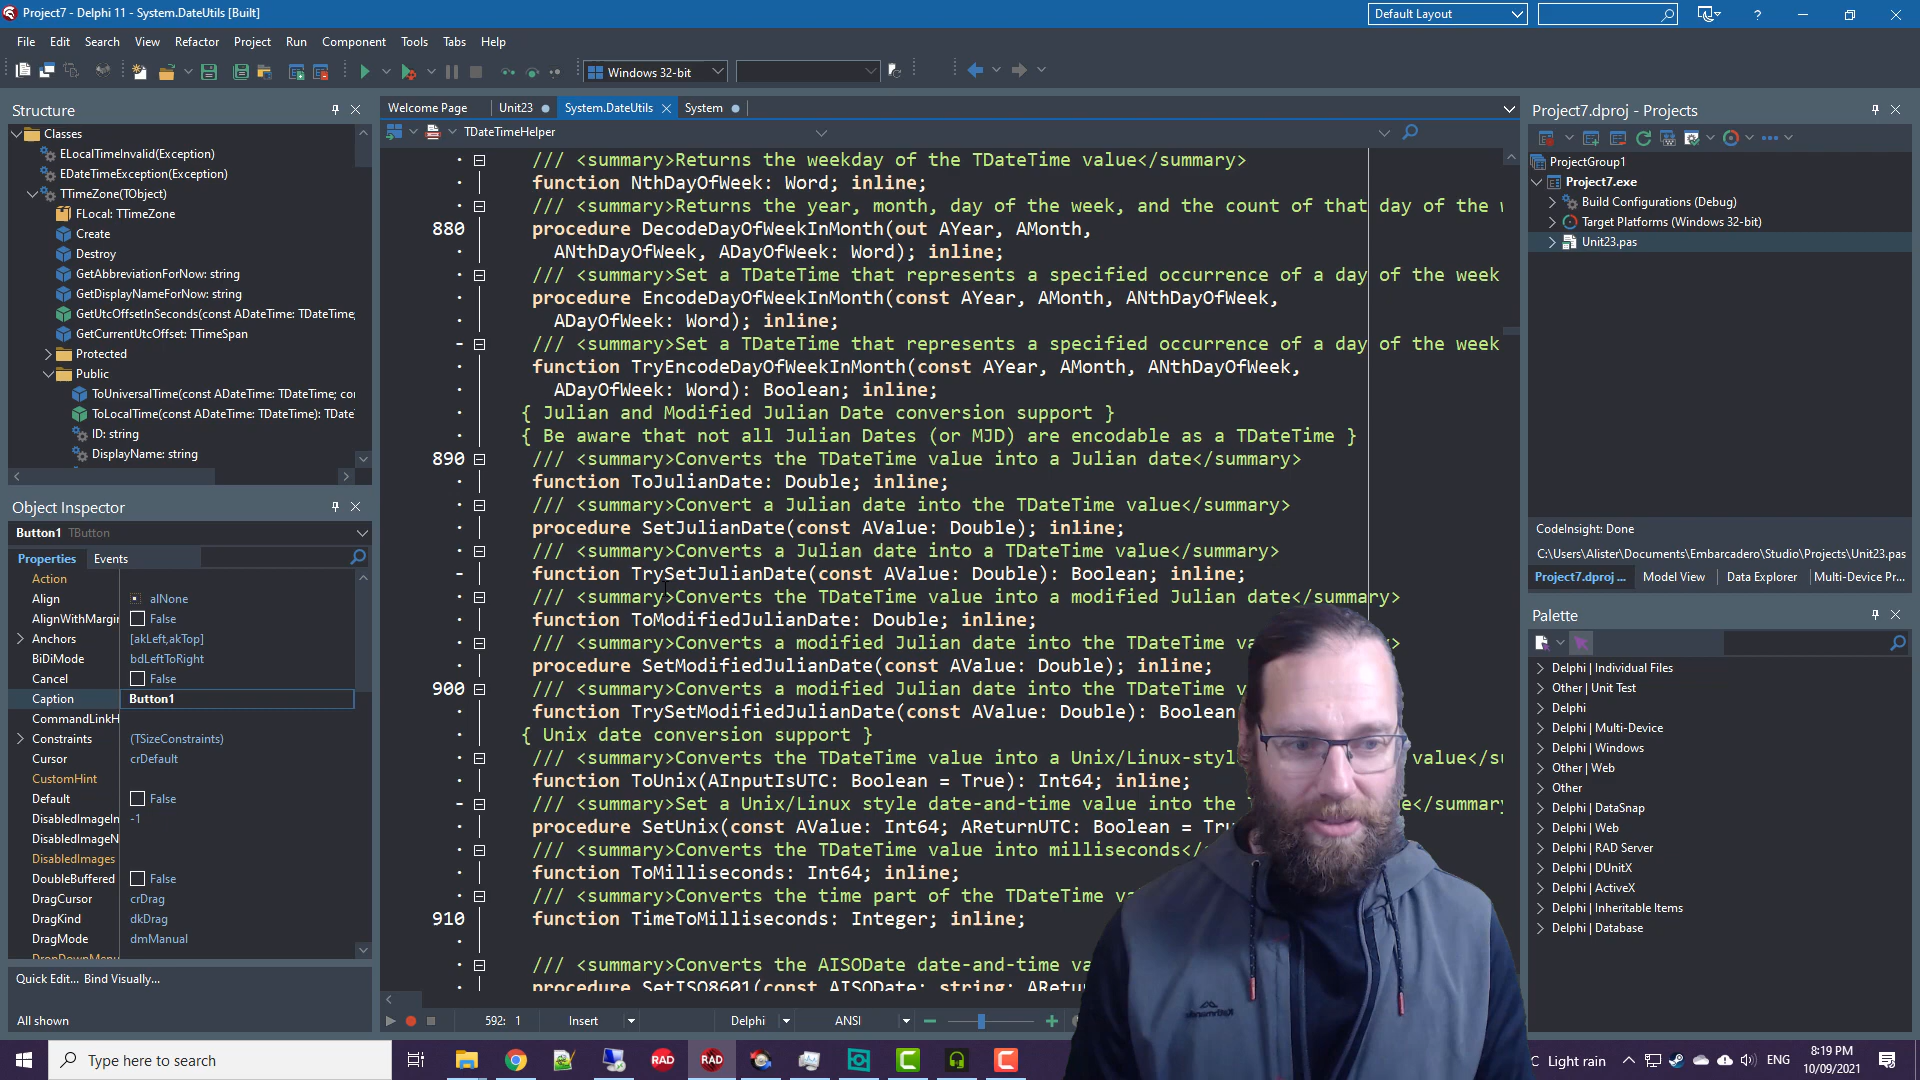 Project7 - Delphi 11 - System.DateUtils [Built]
Default Layout
File Edit Search View Refactor Project Run Component Tools Tabs Help
Windows 32-bit
Structure
Classes
ELocalTimeInvalid(Exception)
EDateTimeException(Exception)
TTimeZone(TObject)
FLocal: TTimeZone
Create
Destroy
GetAbbreviationForNow: string
GetDisplayNameForNow: string
GetUtcOffsetInSeconds(const ADateTime: TDateTime;
GetCurrentUtcOffset: TTimeSpan
Protected
Public
ToUniversalTime(const ADateTime: TDateTime; co
ToLocalTime(const ADateTime: TDateTime): TDate
ID: string
DisplayName: string
Object Inspector
Button1 TButton
Properties Events
Action
Align alNone
AlignWithMargi False
Anchors [akLeft,akTop]
BiDiMode bdLeftToRight
Cancel False
Caption Button1
CommandLinkH
Constraints (TSizeConstraints)
Cursor crDefault
CustomHint
Default False
DisabledImageIn -1
DisabledImageN
DisabledImages
DoubleBuffered False
DragCursor crDrag
DragKind dkDrag
DragMode dmManual
DropDownMenu
Quick Edit... Bind Visually...
All shown
Welcome Page Unit23 System.DateUtils System
TDateTimeHelper
/// <summary>Returns the weekday of the TDateTime value</summary>
function NthDayOfWeek: Word; inline;
/// <summary>Returns the year, month, day of the week, and the count of that day of the w
880 procedure DecodeDayOfWeekInMonth(out AYear, AMonth,
ANthDayOfWeek, ADayOfWeek: Word); inline;
/// <summary>Set a TDateTime that represents a specified occurrence of a day of the week
procedure EncodeDayOfWeekInMonth(const AYear, AMonth, ANthDayOfWeek,
ADayOfWeek: Word); inline;
/// <summary>Set a TDateTime that represents a specified occurrence of a day of the week
function TryEncodeDayOfWeekInMonth(const AYear, AMonth, ANthDayOfWeek,
ADayOfWeek: Word): Boolean; inline;
{ Julian and Modified Julian Date conversion support }
{ Be aware that not all Julian Dates (or MJD) are encodable as a TDateTime }
890 /// <summary>Converts the TDateTime value into a Julian date</summary>
function ToJulianDate: Double; inline;
/// <summary>Convert a Julian date into the TDateTime value</summary>
procedure SetJulianDate(const AValue: Double); inline;
/// <summary>Converts a Julian date into a TDateTime value</summary>
function TrySetJulianDate(const AValue: Double): Boolean; inline;
/// <summary>Converts the TDateTime value into a modified Julian date</summary>
function ToModifiedJulianDate: Double; inline;
/// <summary>Converts a modified Julian date into the TDateTime va y>
procedure SetModifiedJulianDate(const AValue: Double); inline;
900 /// <summary>Converts a modified Julian date into the TDateTime v
function TrySetModifiedJulianDate(const AValue: Double): Boolean
{ Unix date conversion support }
/// <summary>Converts the TDateTime value into a Unix/Linux-styl value</su
function ToUnix(AInputIsUTC: Boolean = True): Int64; inline;
/// <summary>Set a Unix/Linux style date-and-time value into the e</summary
procedure SetUnix(const AValue: Int64; AReturnUTC: Boolean = Tru
/// <summary>Converts the TDateTime value into milliseconds</s
function ToMilliseconds: Int64; inline;
/// <summary>Converts the time part of the TDateTime va
910 function TimeToMilliseconds: Integer; inline;
/// <summary>Converts the AISODate date-and-time va
procedure SetISO8601(const AISODate: string; ARetu
592: 1 Insert Delphi ANSI
Project7.dproj - Projects
ProjectGroup1
Project7.exe
Build Configurations (Debug)
Target Platforms (Windows 32-bit)
Unit23.pas
CodeInsight: Done
C:\Users\Alister\Documents\Embarcadero\Studio\Projects\Unit23.pas
Project7.dproj ... Model View Data Explorer Multi-Device Pr...
Palette
Delphi | Individual Files
Other | Unit Test
Delphi
Delphi | Multi-Device
Delphi | Windows
Other | Web
Other
Delphi | DataSnap
Delphi | Web
Delphi | RAD Server
Delphi | DUnitX
Delphi | ActiveX
Delphi | Inheritable Items
Delphi | Database
Type here to search
RAD
RAD
C Light rain
ENG
8:19 PM
10/09/2021